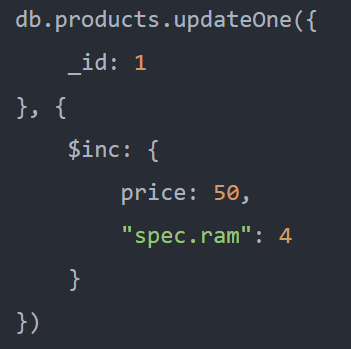 db.products.updateOne({
    _id: 1
}, {
    $inc: {
        price: 50,
        "spec.ram": 4
    }
})